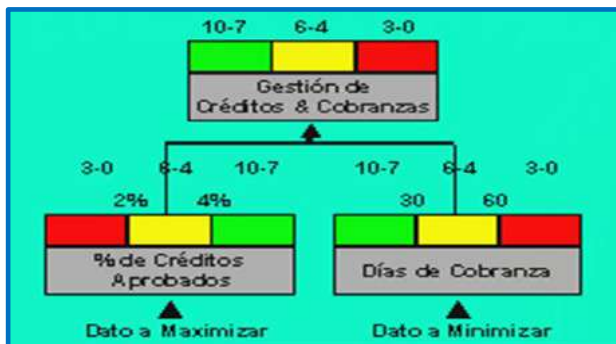 10-7 6-4 3-0
Gestión de
Créditos & Cobranzas
3-0 6-4 10-7
2% 4%
% de Créditos
Aprobados
Dato a Maximizar
10-7 6-4 3-0
30 60
Días de Cobranza
Dato a Minimizar